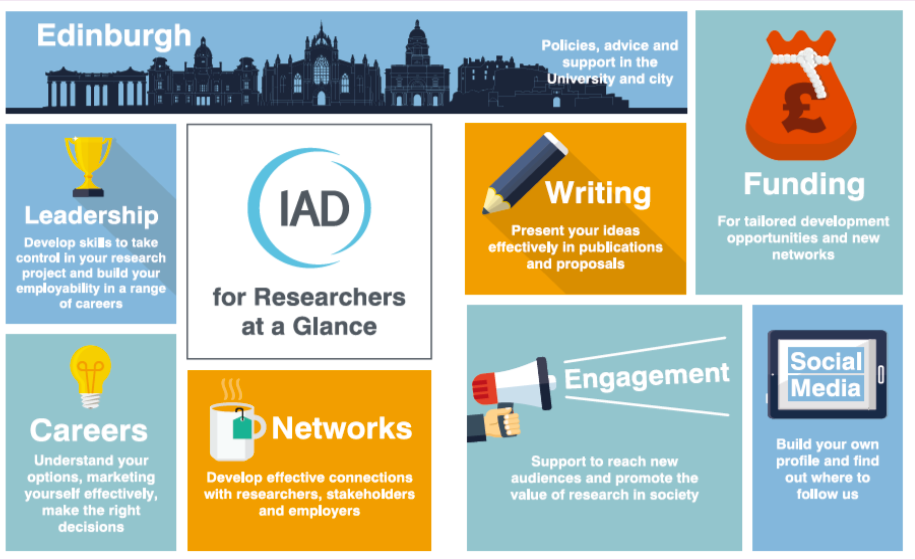 Edinburgh
Policies, advice and
support in the
University and city
£
Funding
For tailored development
opportunities and new
networks
Leadership
Develop skills to take
control in your research
project and build your
employability in a range
of careers
IAD
for Researchers
at a Glance
Writing
Present your ideas
effectively in publications
and proposals
Careers
Understand your
options, marketing
yourself effectively,
make the right
decisions
Networks
Develop effective connections
with researchers, stakeholders
and employers
Engagement
Support to reach new
audiences and promote the
value of research in society
Social
Media
Build your own
profile and find
out where to
follow us